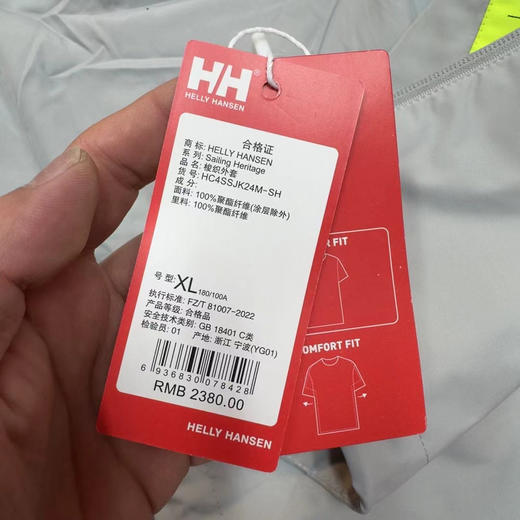 HH
HELLY HANSEN
合格证
商 标: HELLY HANSEN
系 列: Sailing Heritage
品 名: 梭织外套
货 号: HC4SSJK24M-SH
成 分:
面料: 100%聚酯纤维(涂层除外)
里料: 100%聚酯纤维
号 型: XL 180/100A
执行标准: FZ/T 81007-2022
产品等级: 合格品
安全技术类别: GB 18401 C类
检验员: 01 产地: 浙江 宁波(YG01)
6 936830 078428
RMB 2380.00
HELLY HANSEN
FIT
COMFORT FIT